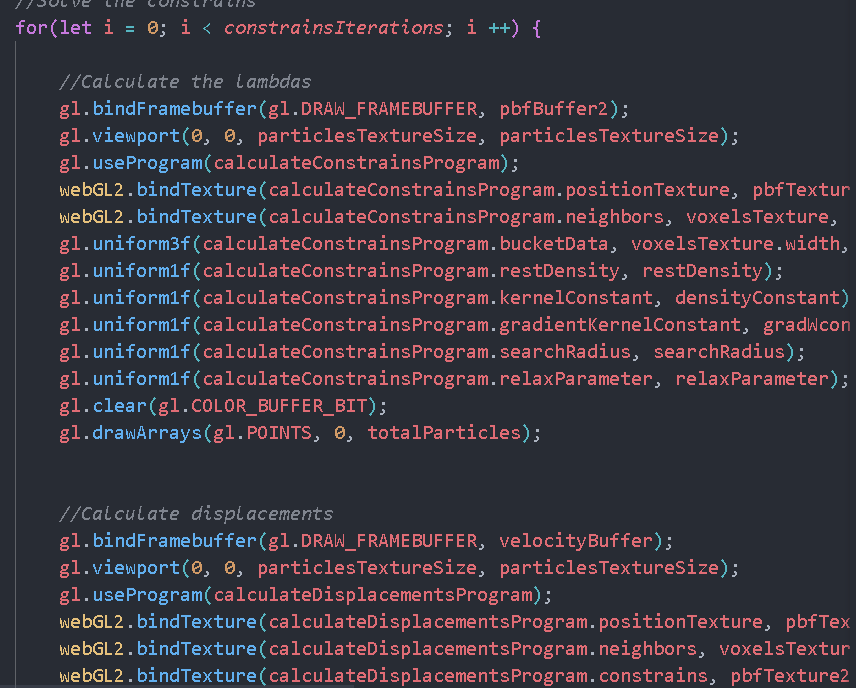 //Solve the constrains
for(let i = 0; i < constrainsIterations; i ++) {
//Calculate the lambdas
gl.bindFramebuffer(gl.DRAW_FRAMEBUFFER, pbfBuffer2);
gl.viewport(0, 0, particlesTextureSize, particlesTextureSize);
gl.useProgram(calculateConstrainsProgram);
webGL2.bindTexture(calculateConstrainsProgram.positionTexture, pbfTextur
webGL2.bindTexture(calculateConstrainsProgram.neighbors, voxelsTexture,
gl.uniform3f(calculateConstrainsProgram.bucketData, voxelsTexture.width,
gl.uniform1f(calculateConstrainsProgram.restDensity, restDensity);
gl.uniform1f(calculateConstrainsProgram.kernelConstant, densityConstant)
gl.uniform1f(calculateConstrainsProgram.gradientKernelConstant, gradWcon
gl.uniform1f(calculateConstrainsProgram.searchRadius, searchRadius);
gl.uniform1f(calculateConstrainsProgram.relaxParameter, relaxParameter);
gl.clear(gl.COLOR_BUFFER_BIT);
gl.drawArrays(gl.POINTS, 0, totalParticles);
//Calculate displacements
gl.bindFramebuffer(gl.DRAW_FRAMEBUFFER, velocityBuffer);
gl.viewport(0, 0, particlesTextureSize, particlesTextureSize);
gl.useProgram(calculateDisplacementsProgram);
webGL2.bindTexture(calculateDisplacementsProgram.positionTexture, pbfTex
webGL2.bindTexture(calculateDisplacementsProgram.neighbors, voxelsTextur
webGL2.bindTexture(calculateDisplacementsProgram.constrains, pbfTexture2